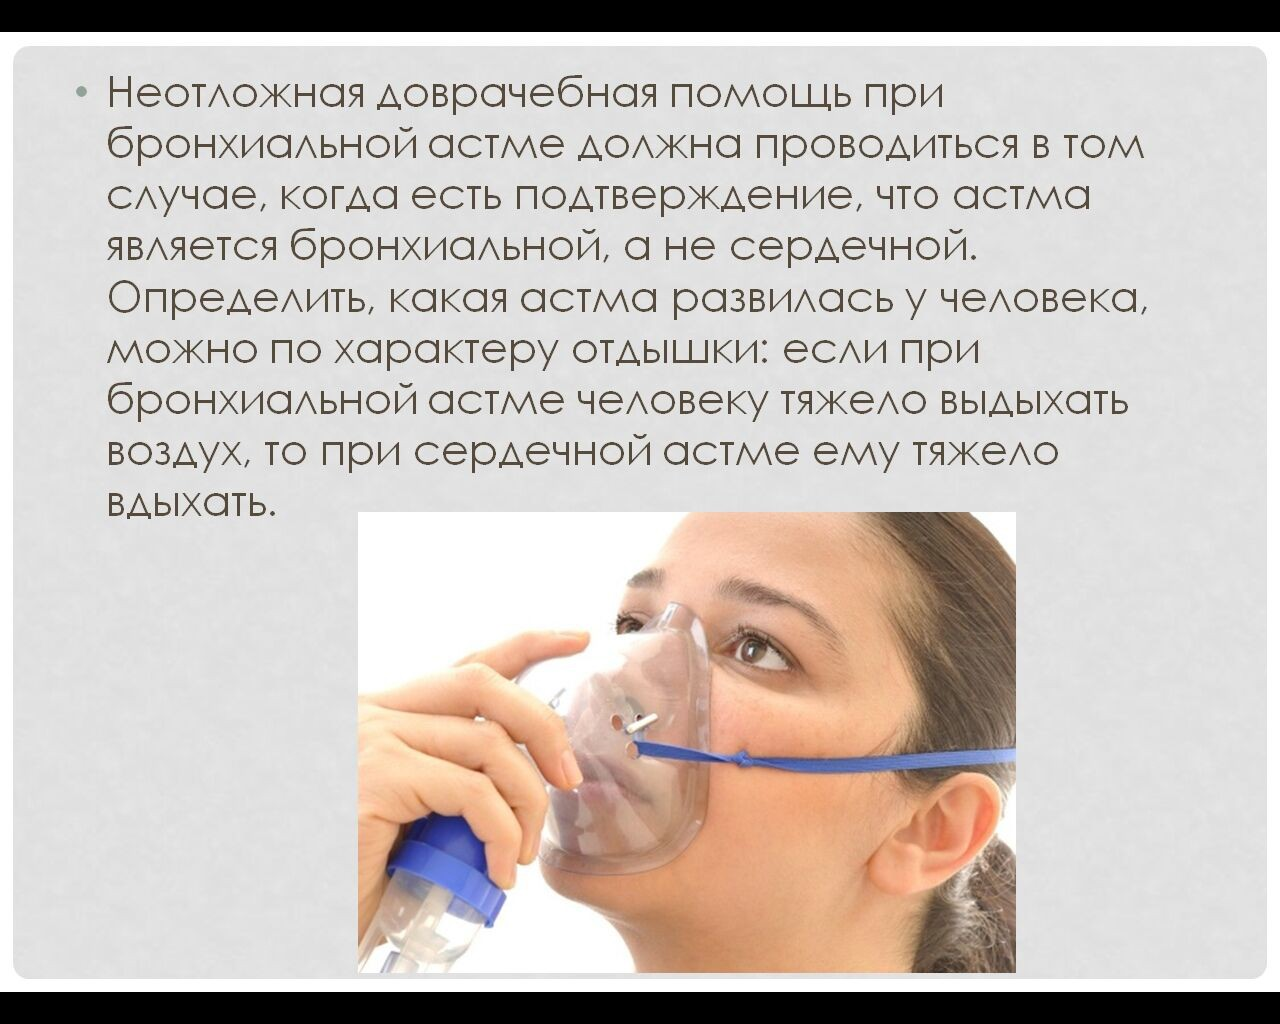 • Неотложная доврачебная помощь при
бронхиальной астме должна проводиться в том
случае, когда есть подтверждение, что астма
является бронхиальной, а не сердечной.
Определить, какая астма развилась у человека,
можно по характеру отдышки: если при
бронхиальной астме человеку тяжело выдыхать
воздух, то при сердечной астме ему тяжело
вдыхать.